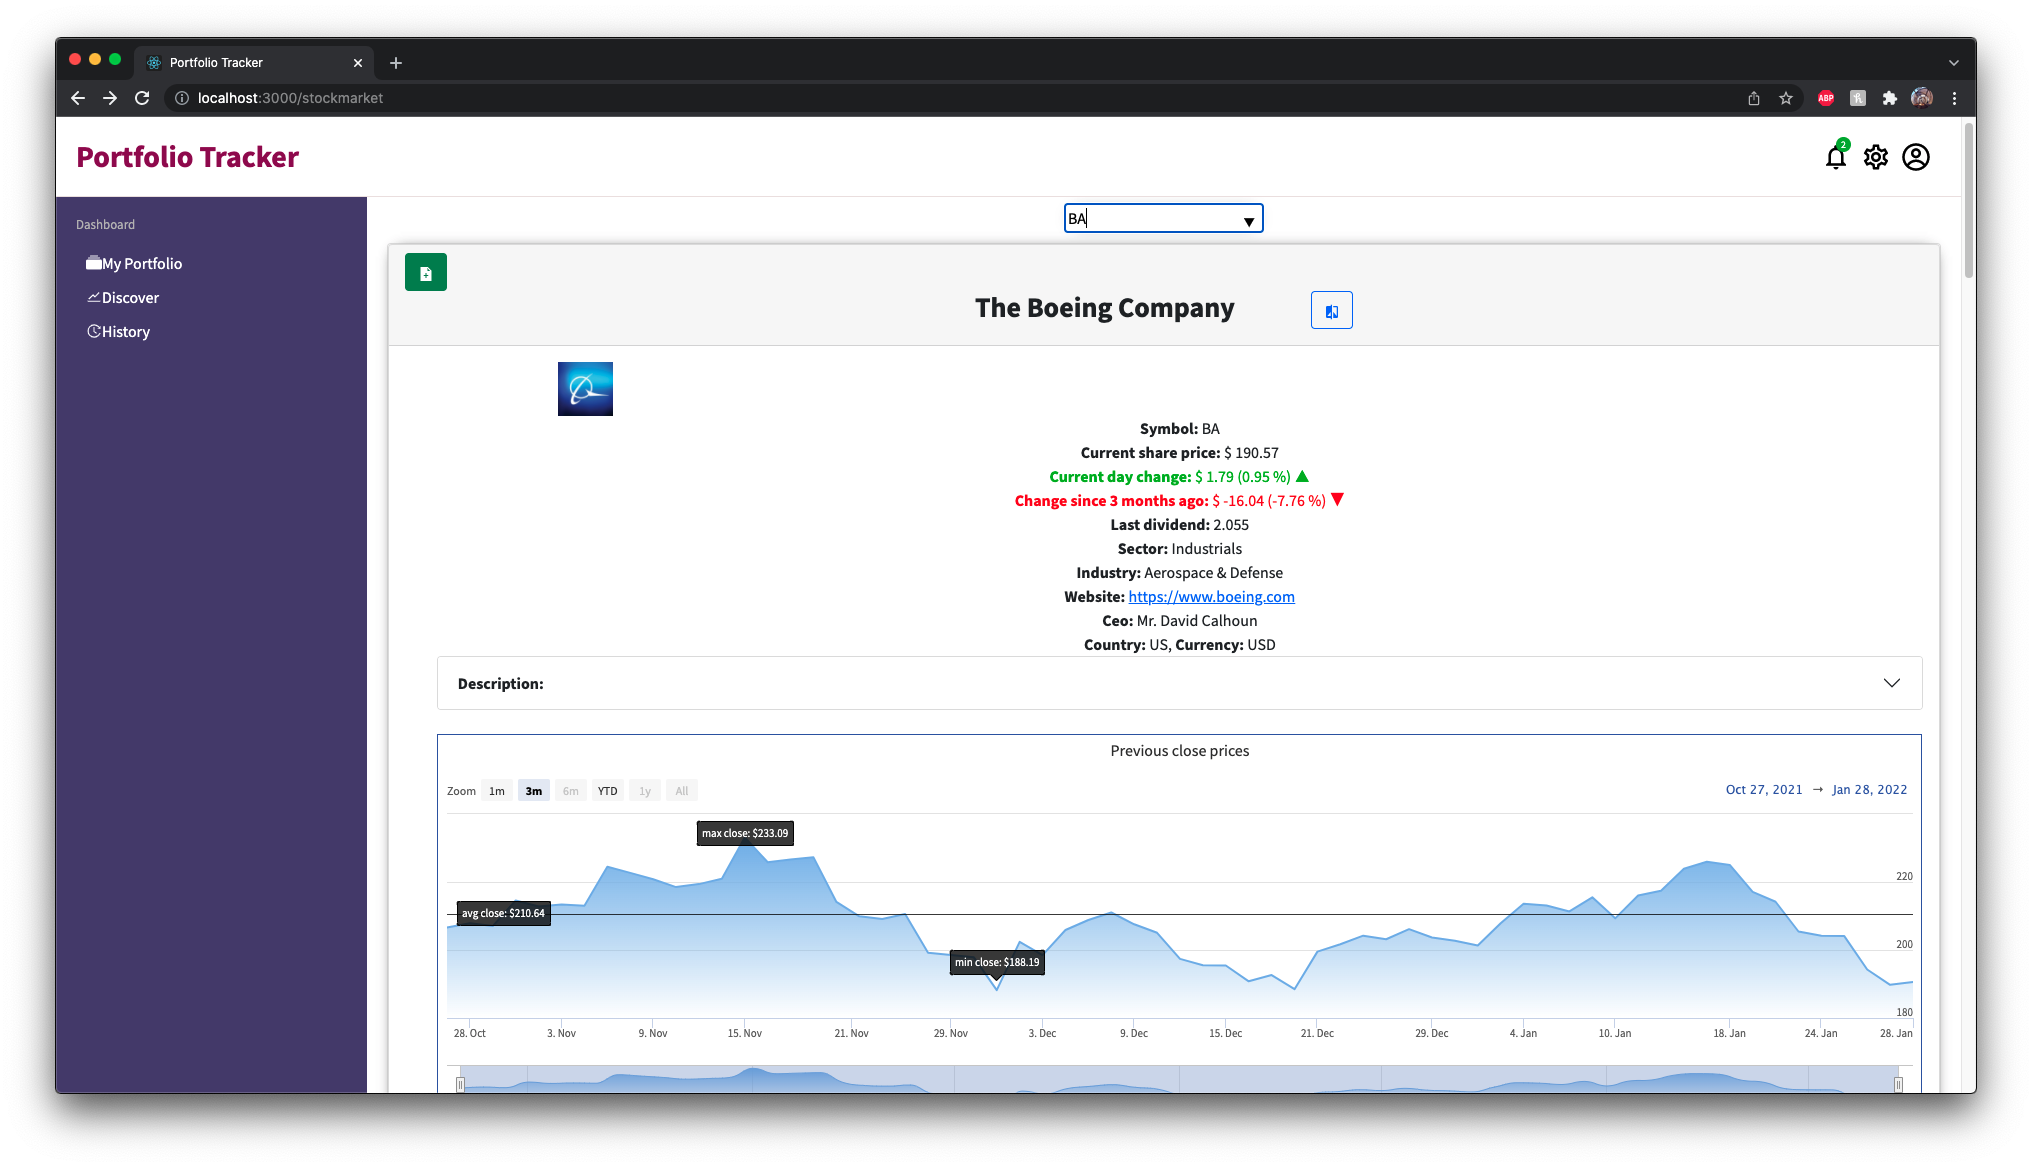 Portfolio Tracker
localhost:3000/stockmarket
ABP
Portfolio Tracker
2
Dashboard
My Portfolio
Discover
History
BA
The Boeing Company
Symbol: BA
Current share price: $ 190.57
Current day change: $ 1.79 (0.95 %) ▲
Change since 3 months ago: $ -16.04 (-7.76 %) ▼
Last dividend: 2.055
Sector: Industrials
Industry: Aerospace & Defense
Website: https://www.boeing.com
Ceo: Mr. David Calhoun
Country: US, Currency: USD
Description:
Previous close prices
Zoom 1m 3m 6m YTD 1y All
Oct 27, 2021 → Jan 28, 2022
max close: $233.09
220
avg close: $210.64
200
min close: $188.19
180
28. Oct 3. Nov 9. Nov 15. Nov 21. Nov 29. Nov 3. Dec 9. Dec 15. Dec 21. Dec 29. Dec 4. Jan 10. Jan 18. Jan 24. Jan 28. Jan